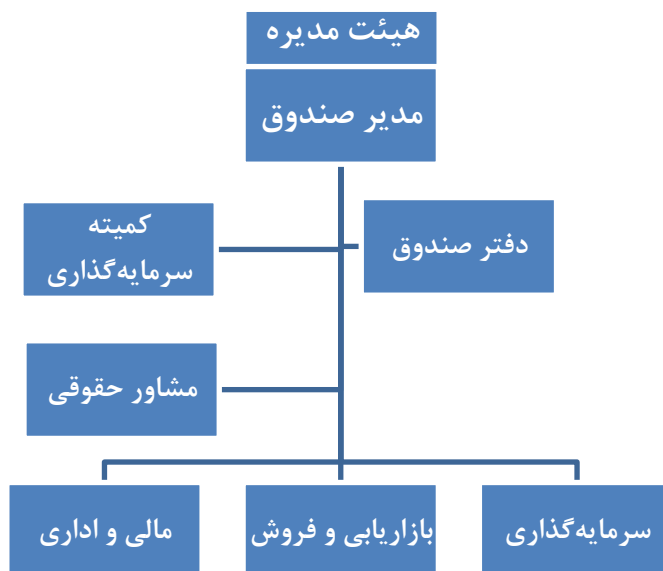 هیئت مدیره
مدیر صندوق
دفتر صندوق
کمیته
سرمایه‌گذاری
مشاور حقوقی
سرمایه‌گذاری
بازاریابی و فروش
مالی و اداری